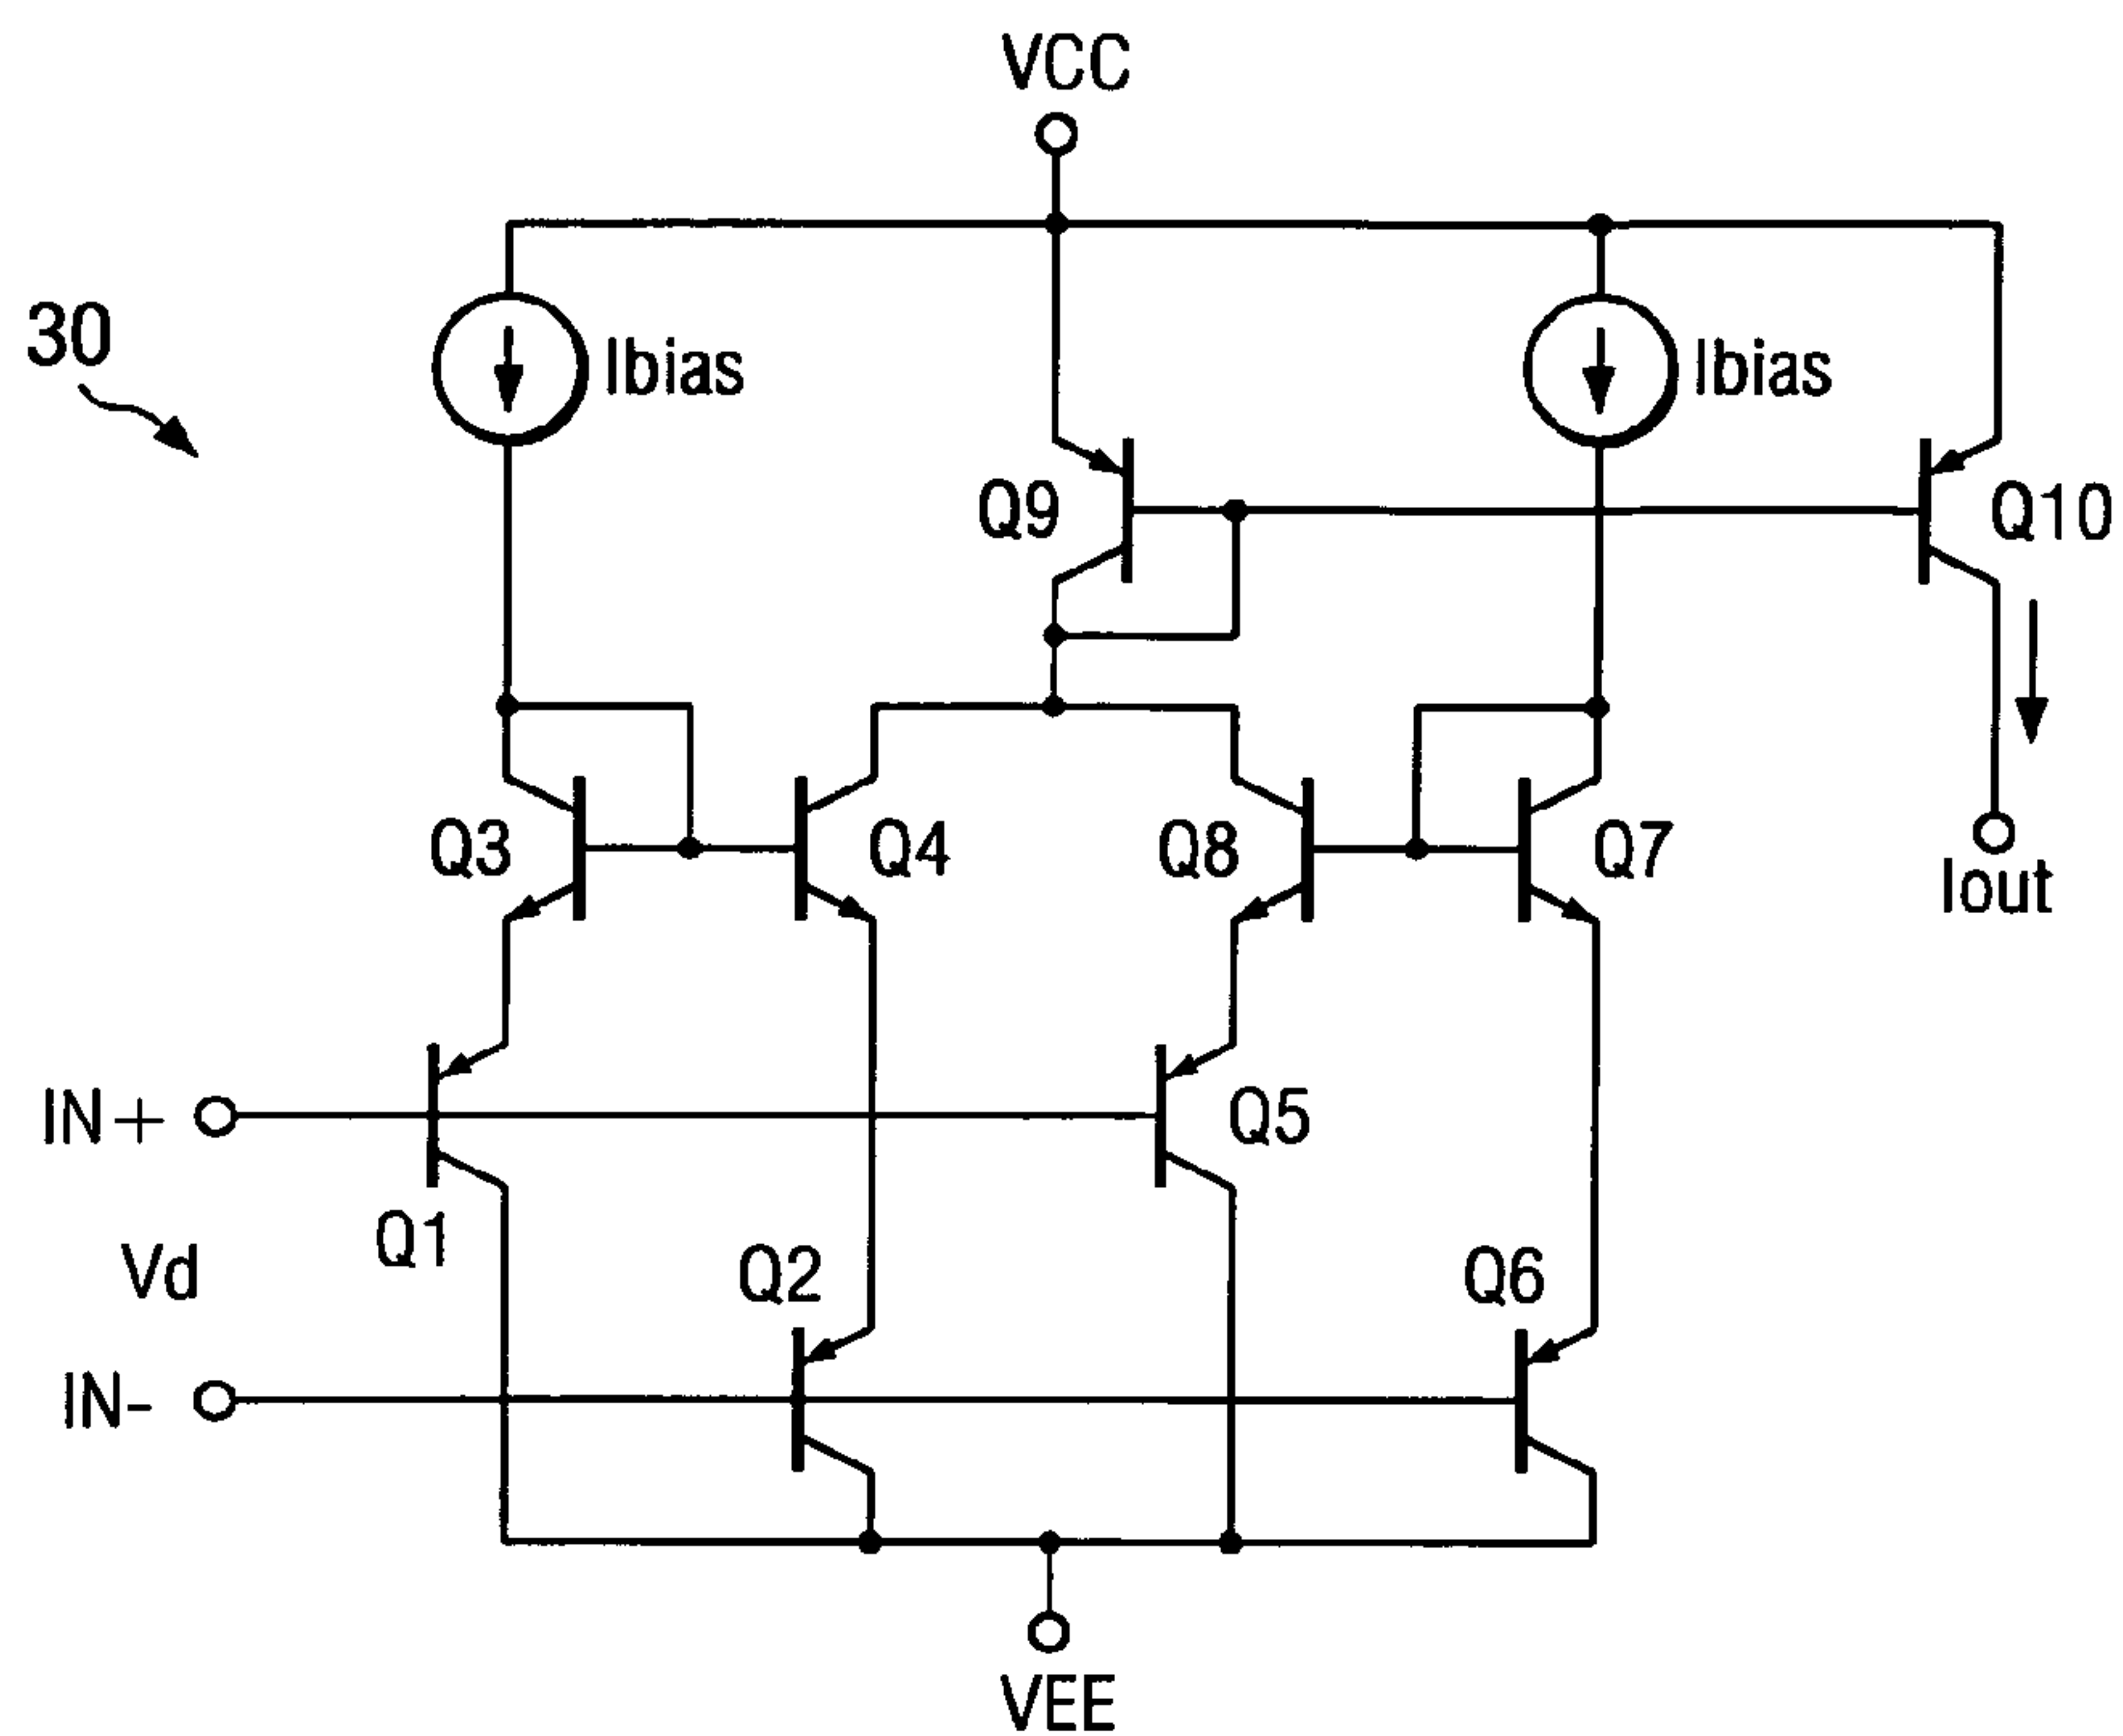 VCC
30
Ibias
Ibias
Q9
Q10
Q3
Q4
Q8
Q7
Iout
IN+
Q5
Q1
Vd
Q2
Q6
IN-
VEE